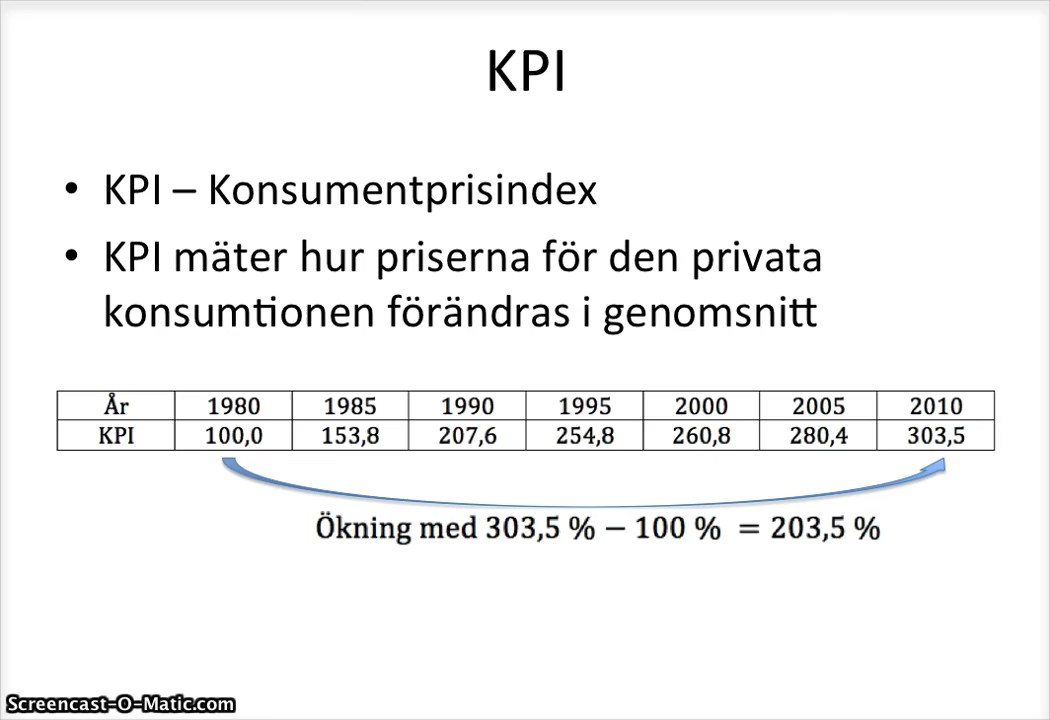 KPI
• KPI – Konsumentprisindex
• KPI mäter hur priserna för den privata
konsumtionen förändras i genomsnitt
År 1980 1985 1990 1995 2000 2005 2010
KPI 100,0 153,8 207,6 254,8 260,8 280,4 303,5
Ökning med 303,5 % − 100 % = 203,5 %
Screencast-O-Matic.com